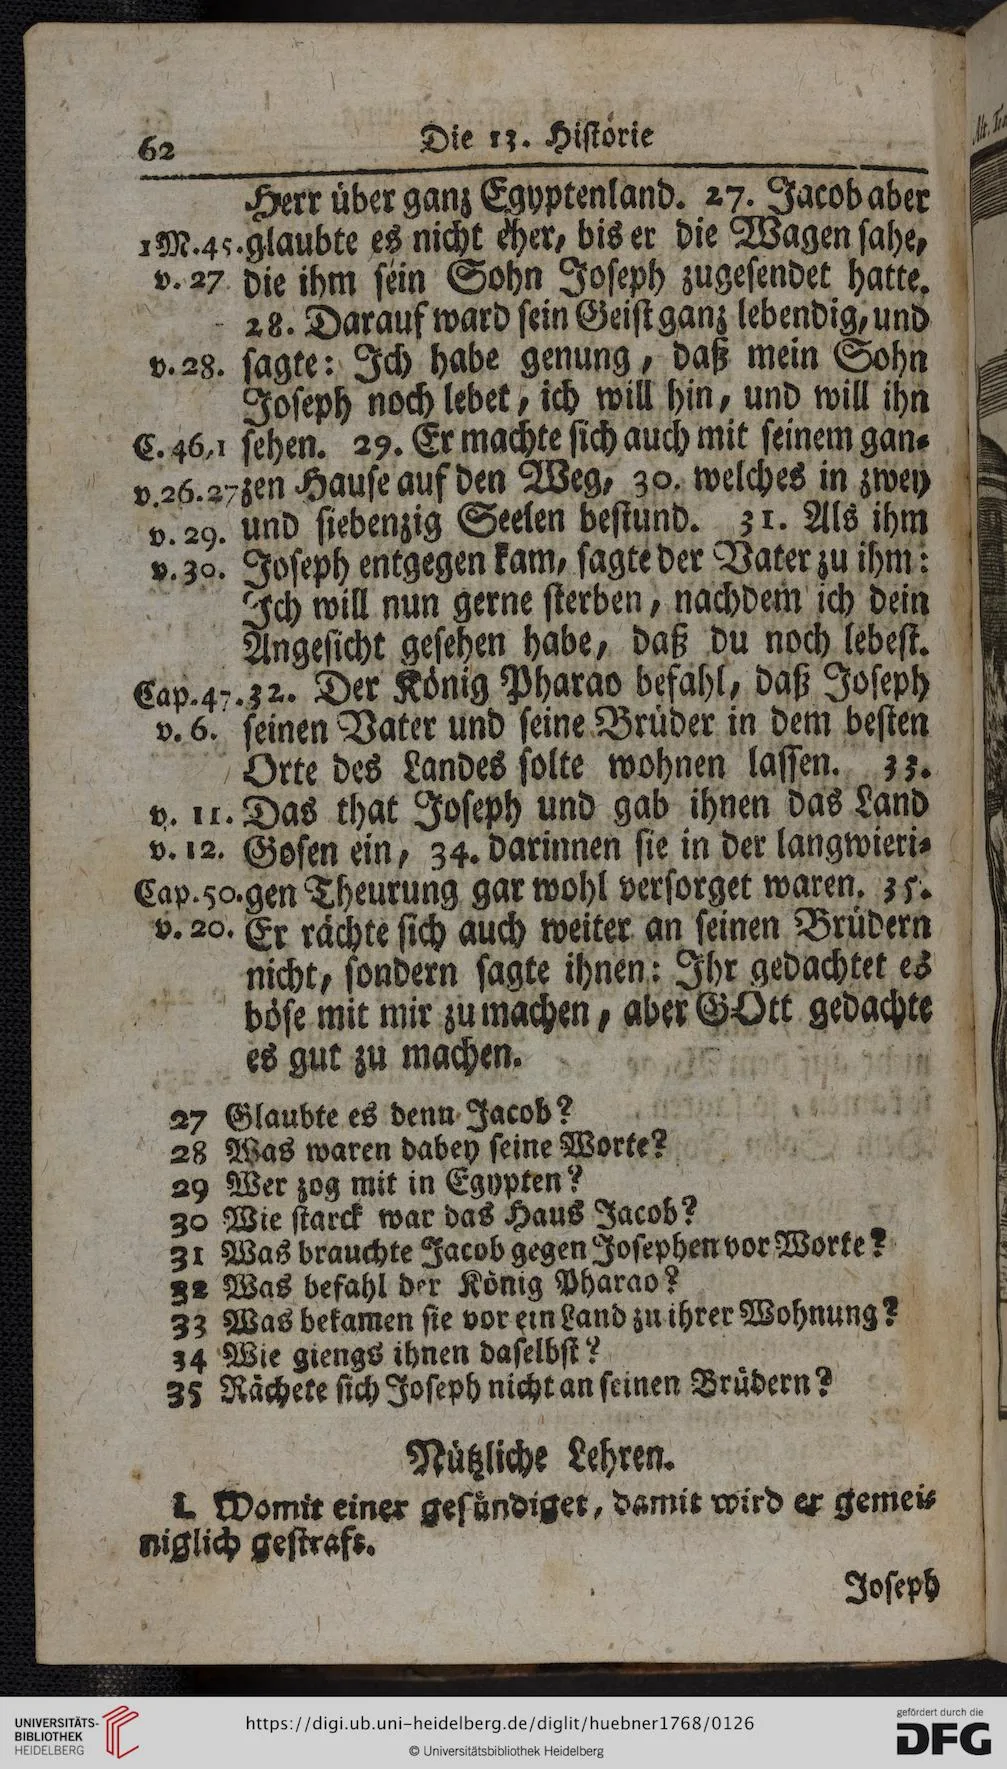 62
Die 13. Historie
Herr über ganz Egyptenland. 27. Jacob aber
1M.45. glaubte es nicht eher, bis er die Wagen sahe,
v. 27 die ihm sein Sohn Joseph zugesendet hatte.
28. Darauf ward sein Geist ganz lebendig, und
v. 28. sagte: Ich habe genung, daß mein Sohn
Joseph noch lebet, ich will hin, und will ihn
C. 46,1 sehen. 29. Er machte sich auch mit seinem gan-
v.26.27 zen Hause auf den Weg, 30. welches in zwey
v. 29. und siebenzig Seelen bestund. 31. Als ihm
v. 30. Joseph entgegen kam, sagte der Vater zu ihm:
Ich will nun gerne sterben, nachdem ich dein
Angesicht gesehen habe, daß du noch lebest.
Cap.47. 32. Der König Pharao befahl, daß Joseph
v. 6. seinen Vater und seine Brüder in dem besten
Orte des Landes solte wohnen lassen. 33.
v. 11. Das that Joseph und gab ihnen das Land
v. 12. Gosen ein, 34. darinnen sie in der langwieri-
Cap.50. gen Theurung gar wohl versorget waren. 35.
v. 20. Er rächte sich auch weiter an seinen Brüdern
nicht, sondern sagte ihnen: Ihr gedachtet es
böse mit mir zu machen, aber GOtt gedachte
es gut zu machen.
27 Glaubte es denn Jacob?
28 Was waren dabey seine Worte?
29 Wer zog mit in Egypten?
30 Wie starck war das Haus Jacob?
31 Was brauchte Jacob gegen Josephen vor Worte?
32 Was befahl der König Pharao?
33 Was bekamen sie vor ein Land zu ihrer Wohnung?
34 Wie giengs ihnen daselbst?
35 Rächete sich Joseph nicht an seinen Brüdern?
Nützliche Lehren.
I. Womit einer gesündiget, damit wird er gemei-
niglich gestraft.
Joseph
UNIVERSITÄTS-
BIBLIOTHEK
HEIDELBERG
https://digi.ub.uni-heidelberg.de/diglit/huebner1768/0126
© Universitätsbibliothek Heidelberg
gefördert durch die
DFG